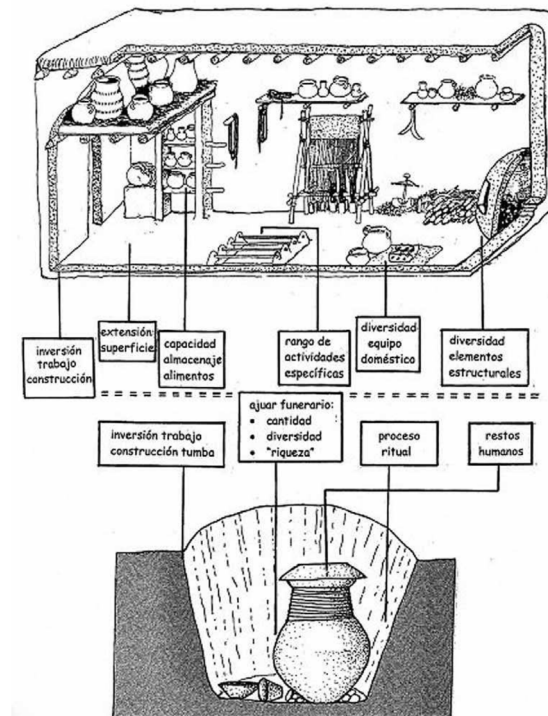 inversión
trabajo
construcción
extensión:
superficie
capacidad
almacenaje
alimentos
rango de
actividades
específicas
diversidad
equipo
doméstico
diversidad
elementos
estructurales
inversión trabajo
construcción tumba
ajuar funerario:
• cantidad
• diversidad
• "riqueza"
proceso
ritual
restos
humanos